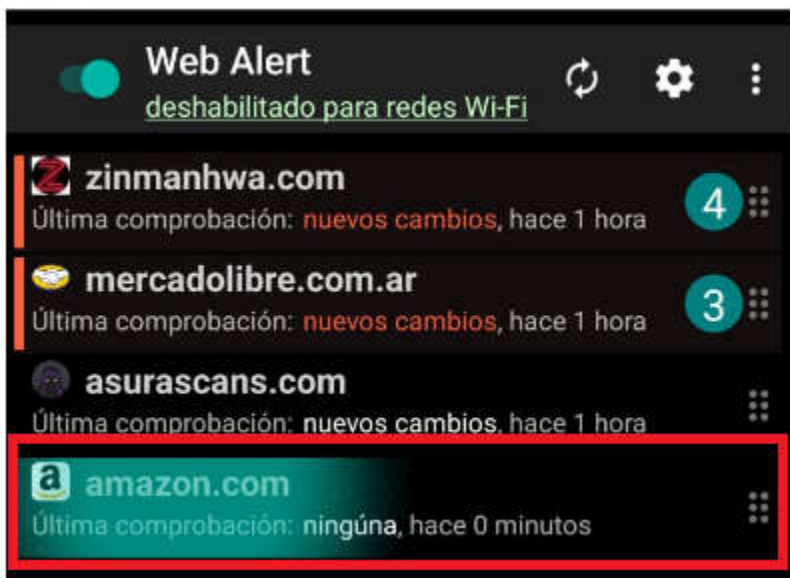 Web Alert
deshabilitado para redes Wi-Fi
zinmanhwa.com
Última comprobación: nuevos cambios, hace 1 hora
4
mercadolibre.com.ar
Última comprobación: nuevos cambios, hace 1 hora
3
asurascans.com
Última comprobación: nuevos cambios, hace 1 hora
a amazon.com
Última comprobación: ningúna, hace 0 minutos